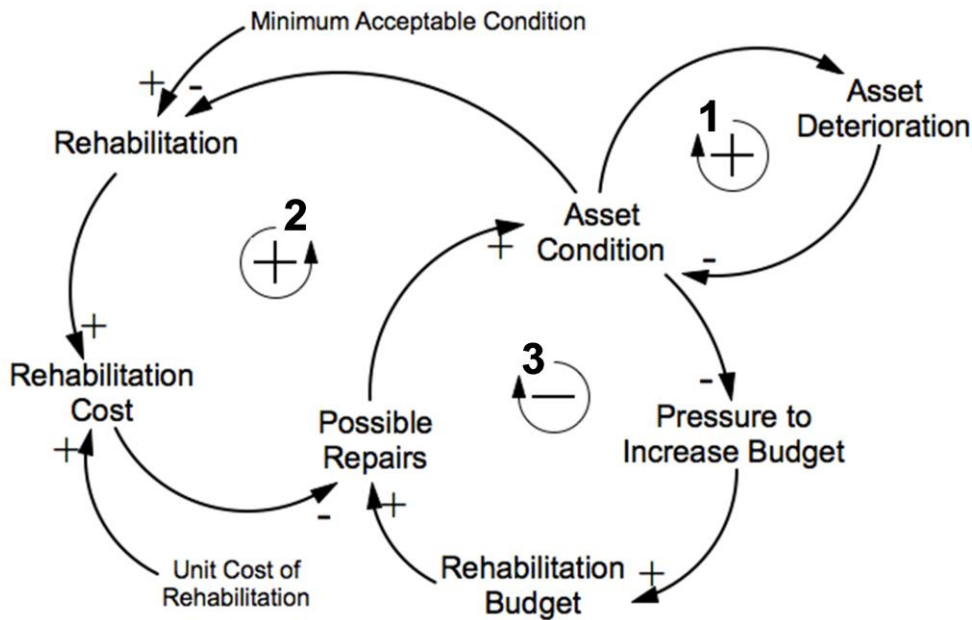 Minimum Acceptable Condition
+ -
Rehabilitation
1
+
Asset
Deterioration
2
+
Asset
Condition
+
-
+
Rehabilitation
Cost
+
3
-
-
Possible
Repairs
Pressure to
Increase Budget
-
+
Unit Cost of
Rehabilitation
Rehabilitation
Budget
+